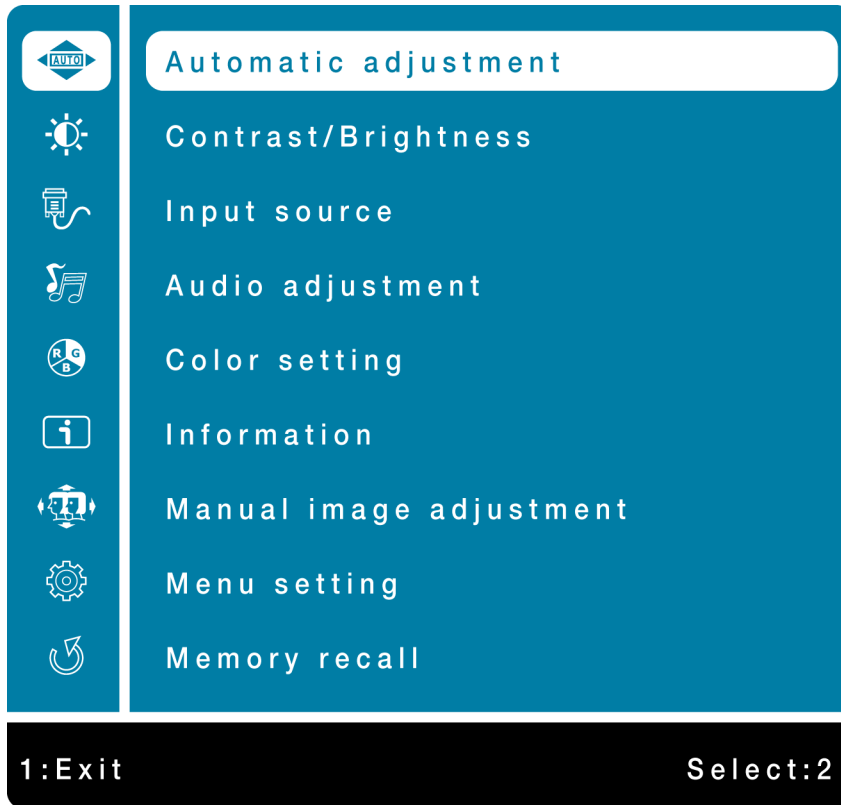 AUTO
Automatic adjustment
Contrast/Brightness
Input source
Audio adjustment
R G
B
Color setting
i
Information
Manual image adjustment
Menu setting
Memory recall
1:Exit
Select:2